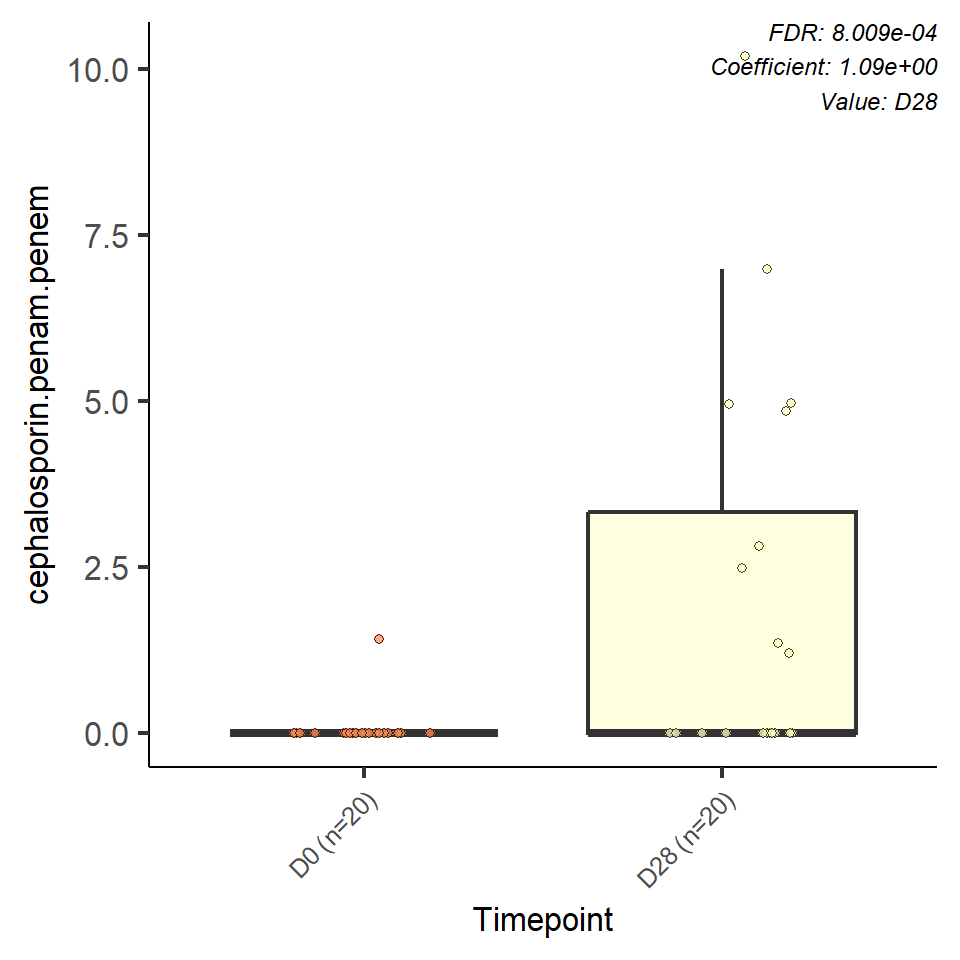 FDR: 8.009e-04
Coefficient: 1.09e+00
Value: D28
cephalosporin.penam.penem
10.0
7.5
5.0
2.5
0.0
D0 (n=20)
D28 (n=20)
Timepoint